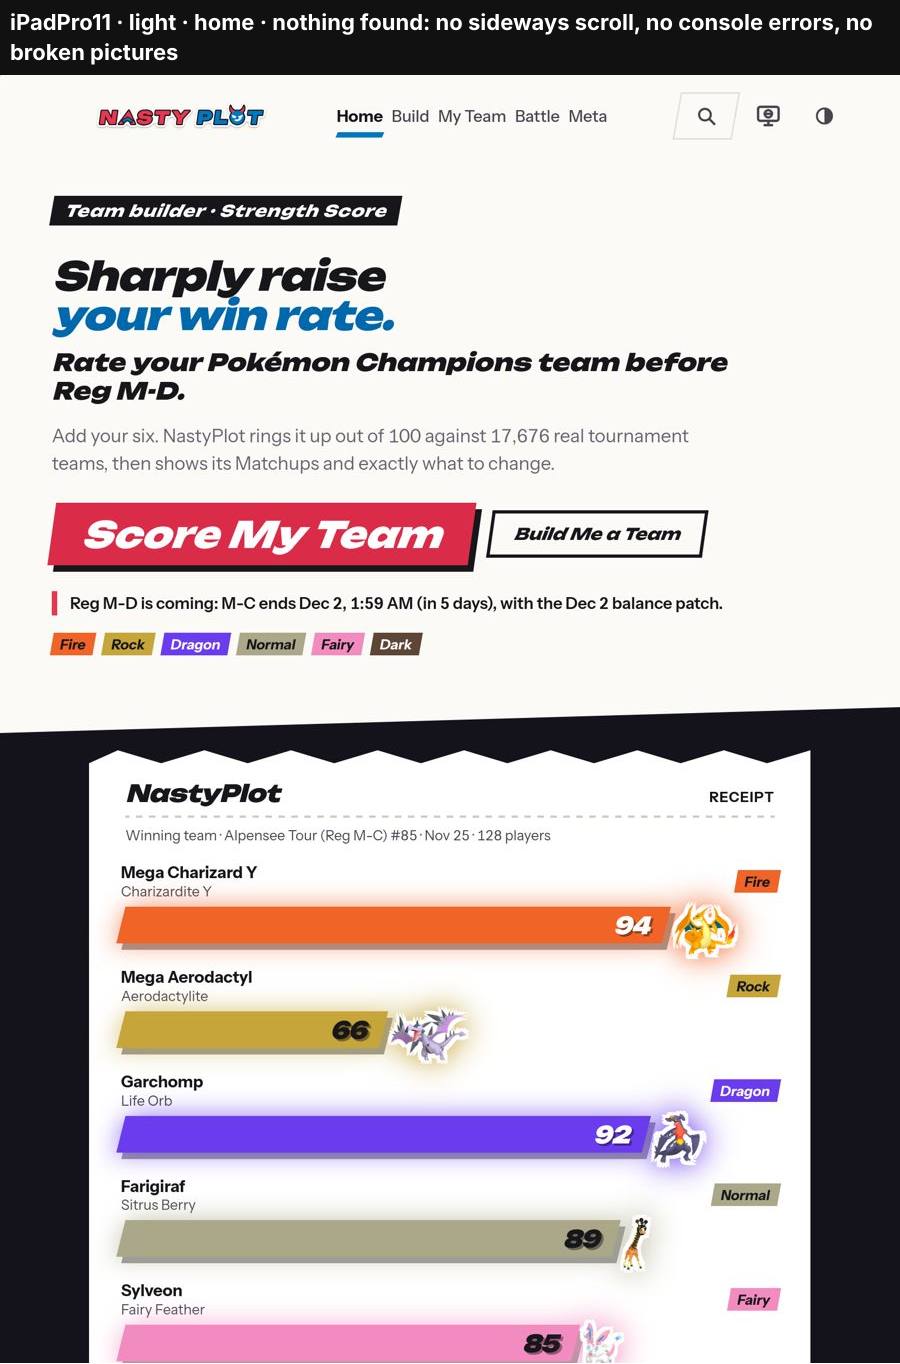 iPadPro11 · light · home · nothing found: no sideways scroll, no console errors, no
broken pictures
NASTY PLOT
Home Build My Team Battle Meta
Team builder · Strength Score
Sharply raise
your win rate.
Rate your Pokémon Champions team before
Reg M-D.
Add your six. NastyPlot rings it up out of 100 against 17,676 real tournament
teams, then shows its Matchups and exactly what to change.
Score My Team
Build Me a Team
Reg M-D is coming: M-C ends Dec 2, 1:59 AM (in 5 days), with the Dec 2 balance patch.
Fire Rock Dragon Normal Fairy Dark
NastyPlot
RECEIPT
Winning team · Alpensee Tour (Reg M-C) #85 · Nov 25 · 128 players
Mega Charizard Y
Charizardite Y
Fire
94
Mega Aerodactyl
Aerodactylite
Rock
66
Garchomp
Life Orb
Dragon
92
Farigiraf
Sitrus Berry
Normal
89
Sylveon
Fairy Feather
Fairy
85